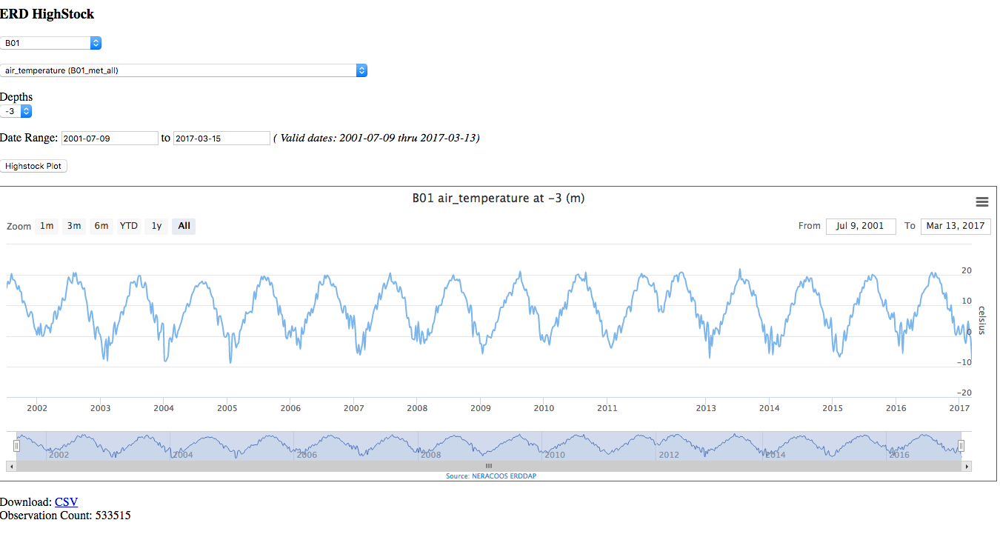 ERD HighStock
B01
air_temperature (B01_met_all)
Depths
-3
Date Range: 2001-07-09 to 2017-03-15 ( Valid dates: 2001-07-09 thru 2017-03-13)
Highstock Plot
B01 air_temperature at −3 (m)
Zoom 1m 3m 6m YTD 1y All From Jul 9, 2001 To Mar 13, 2017
20
10
celsius
0
−10
−20
2002 2003 2004 2005 2006 2007 2008 2009 2010 2011 2013 2014 2015 2016 2017
2002 2004 2006 2008 2010 2012 2014 2016
Source: NERACOOS ERDDAP
Download: CSV
Observation Count: 533515